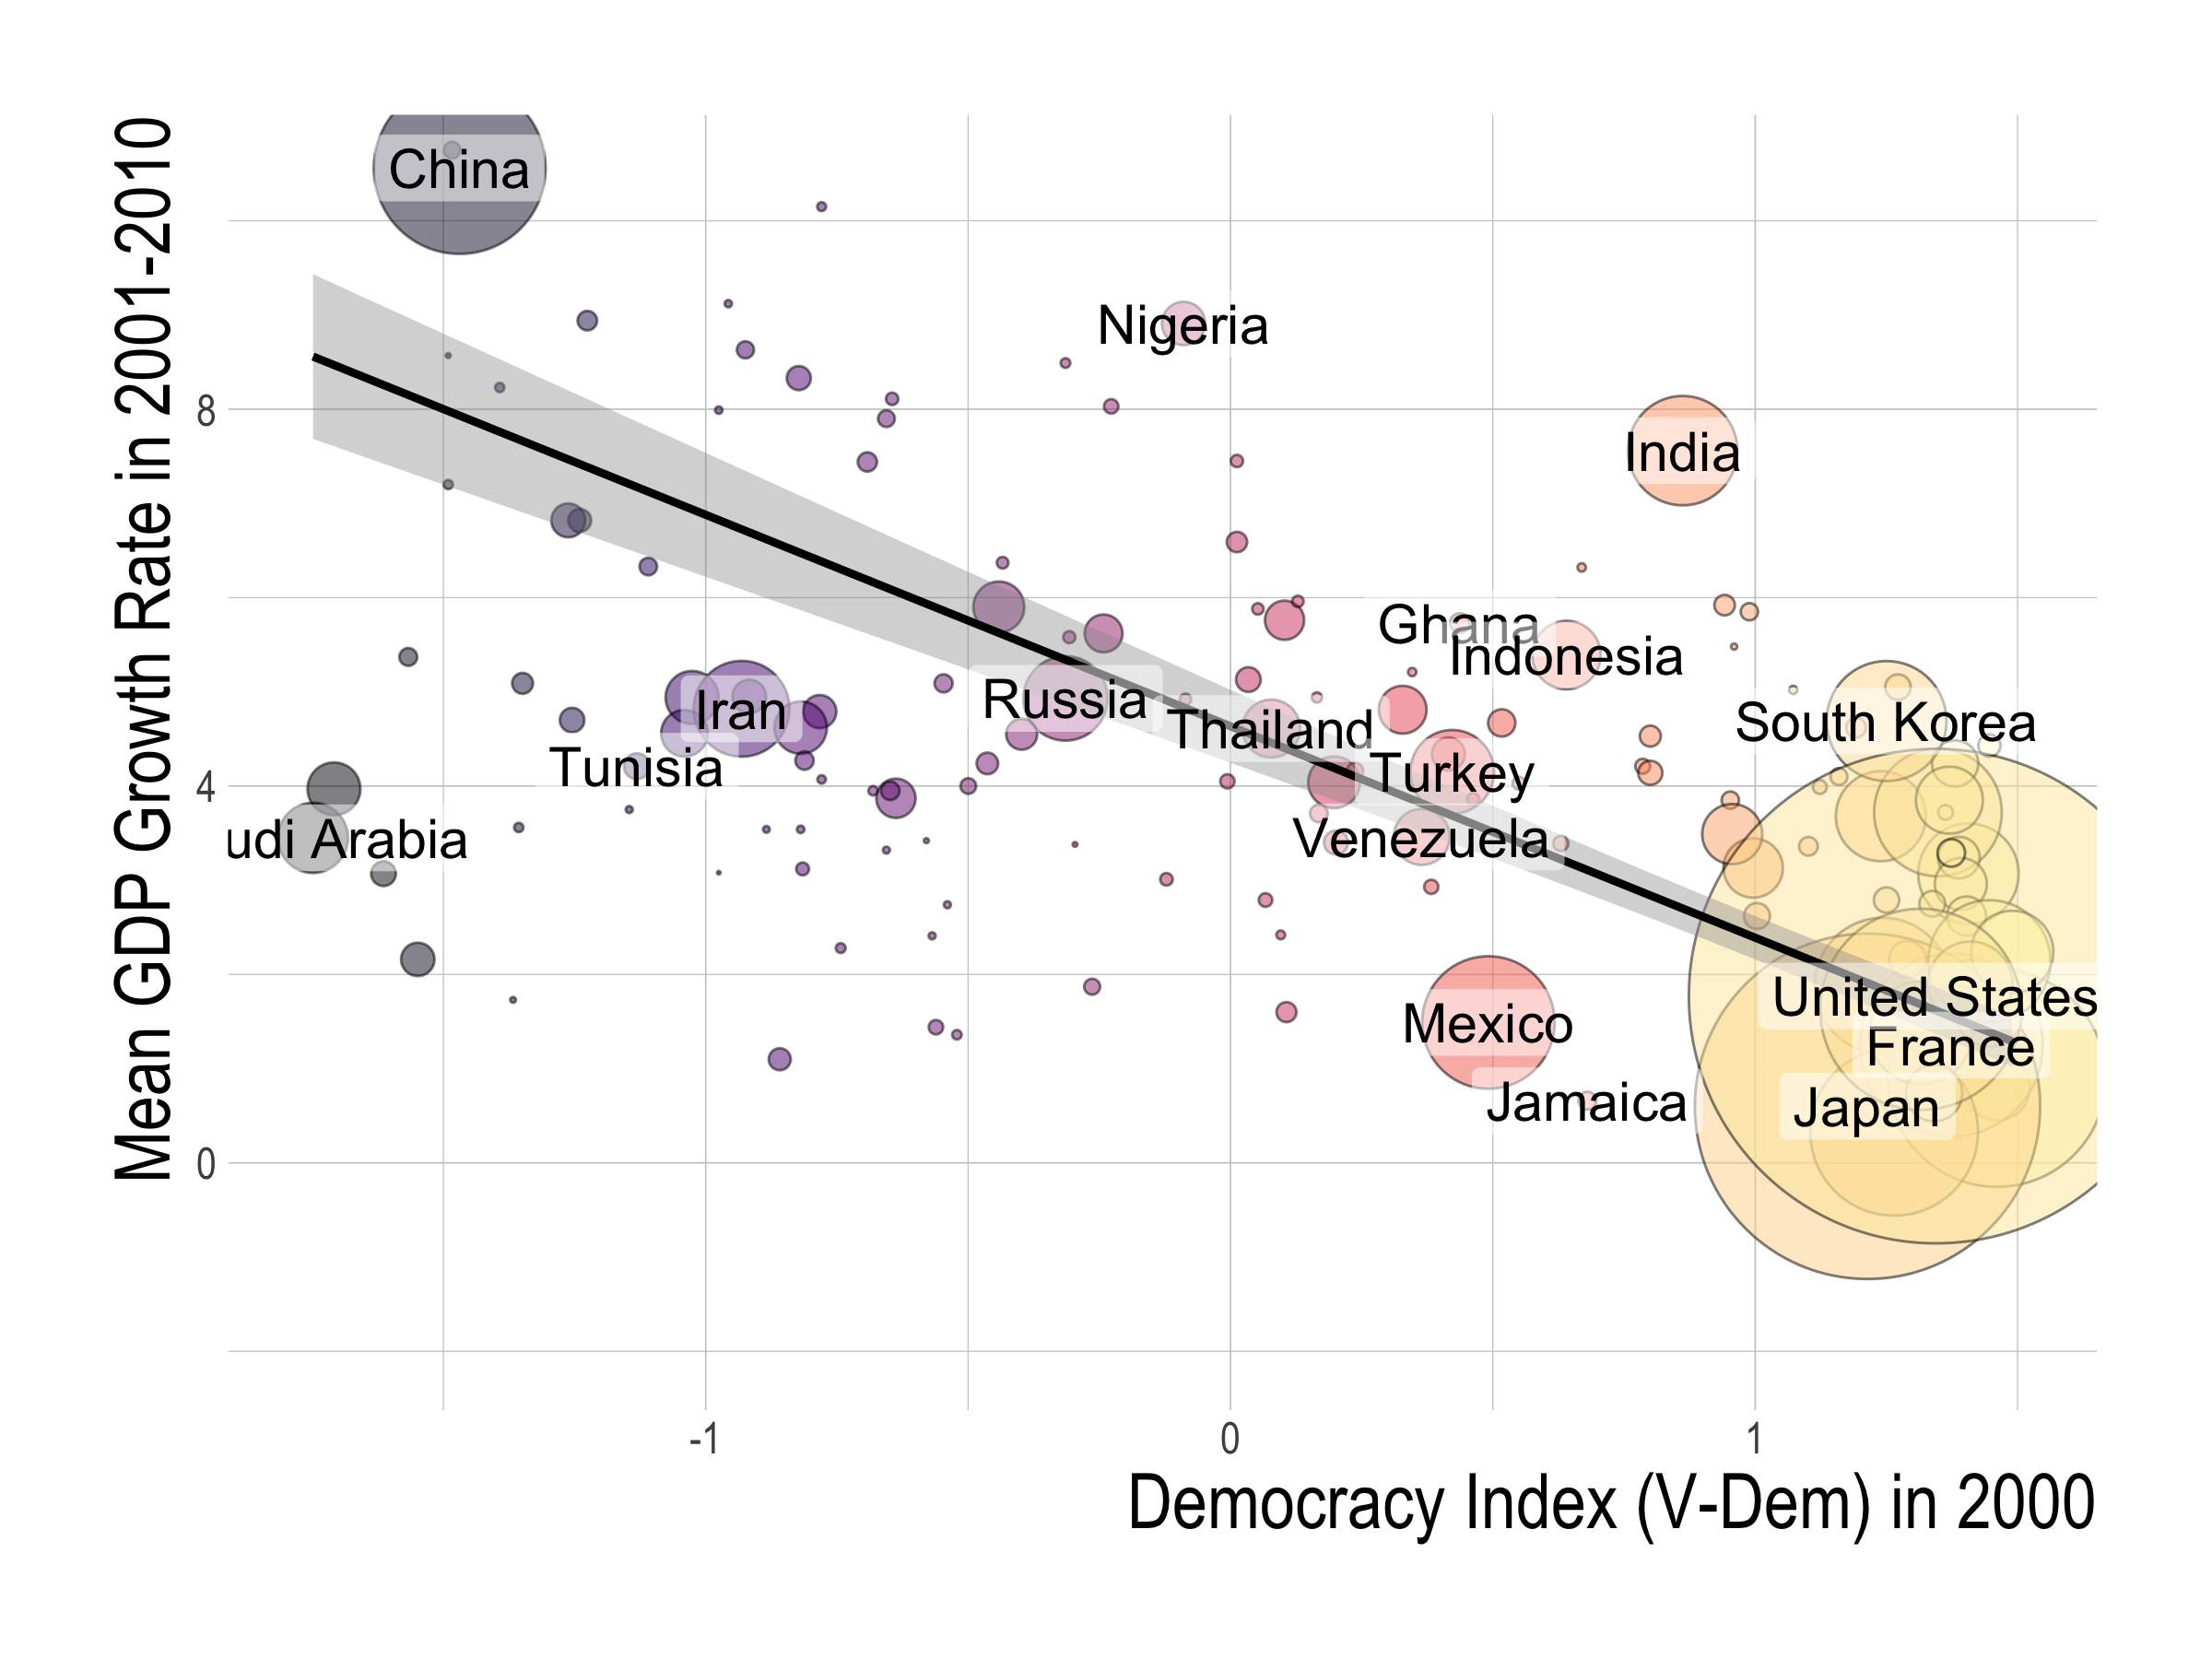 Mean GDP Growth Rate in 2001-2010
China
Nigeria
8
India
Ghana
Indonesia
Russia
Iran
South Korea
Thailand
Tunisia
Turkey
4
udi Arabia
Venezuela
United States
Mexico
France
Jamaica
Japan
0
-1
0
1
Democracy Index (V-Dem) in 2000